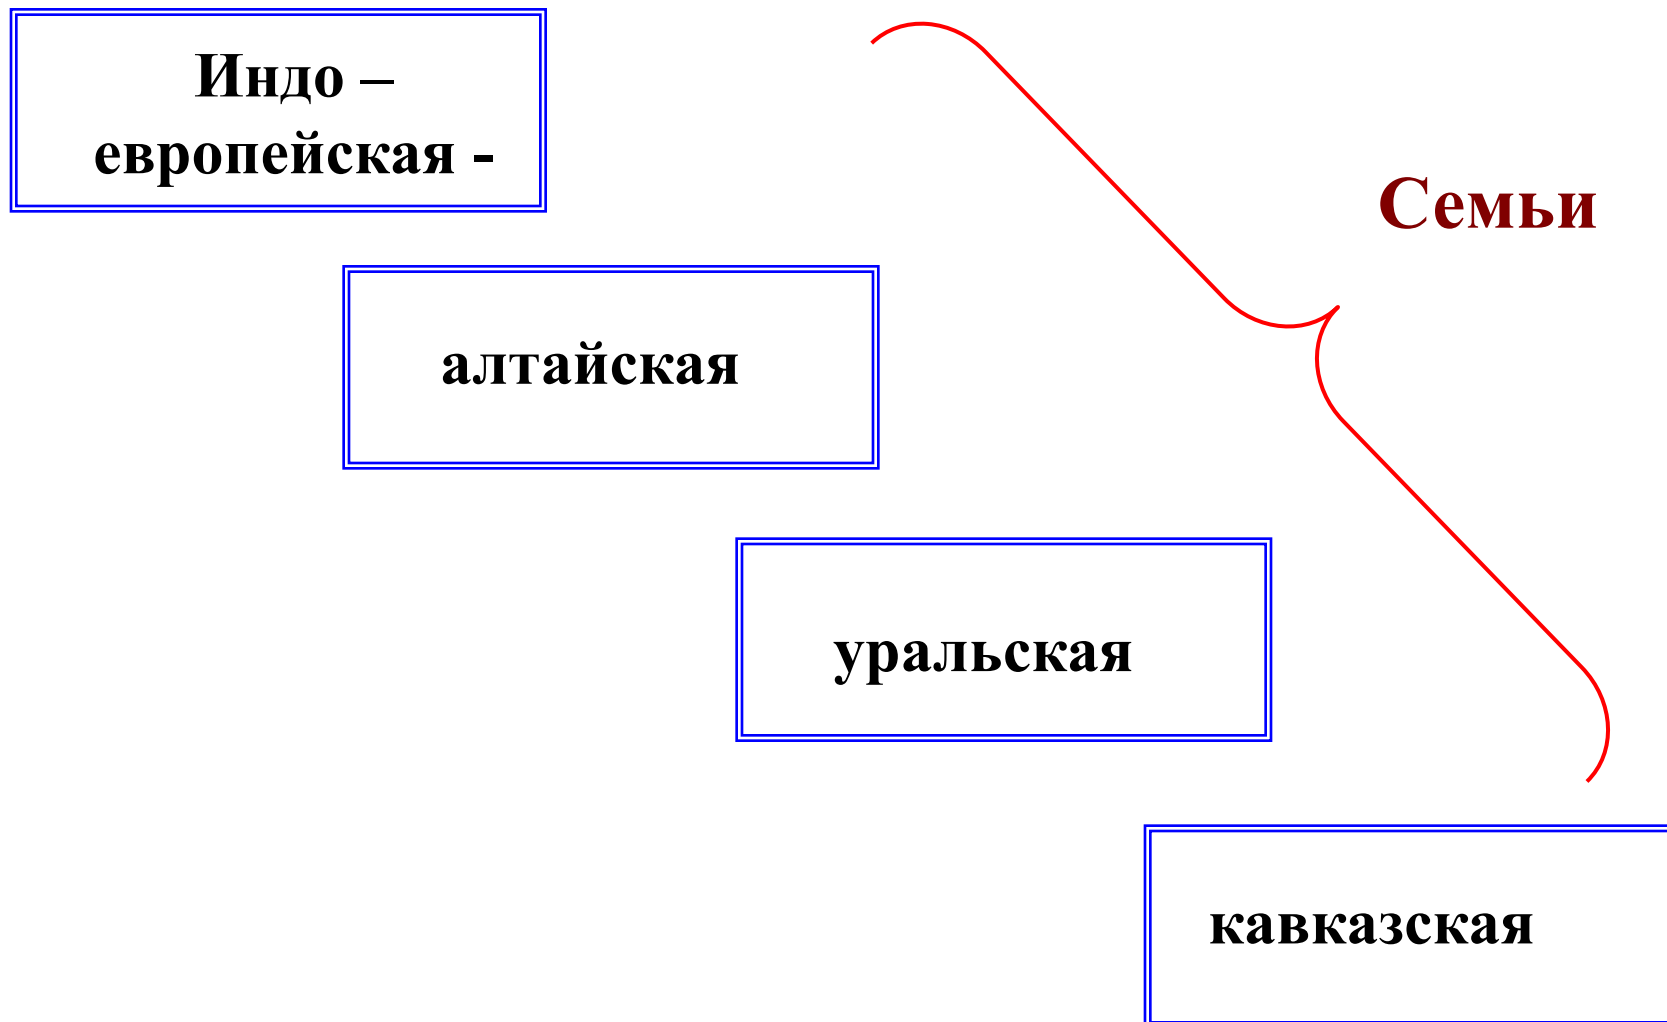 Индо –
европейская -
Семьи
алтайская
уральская
кавказская